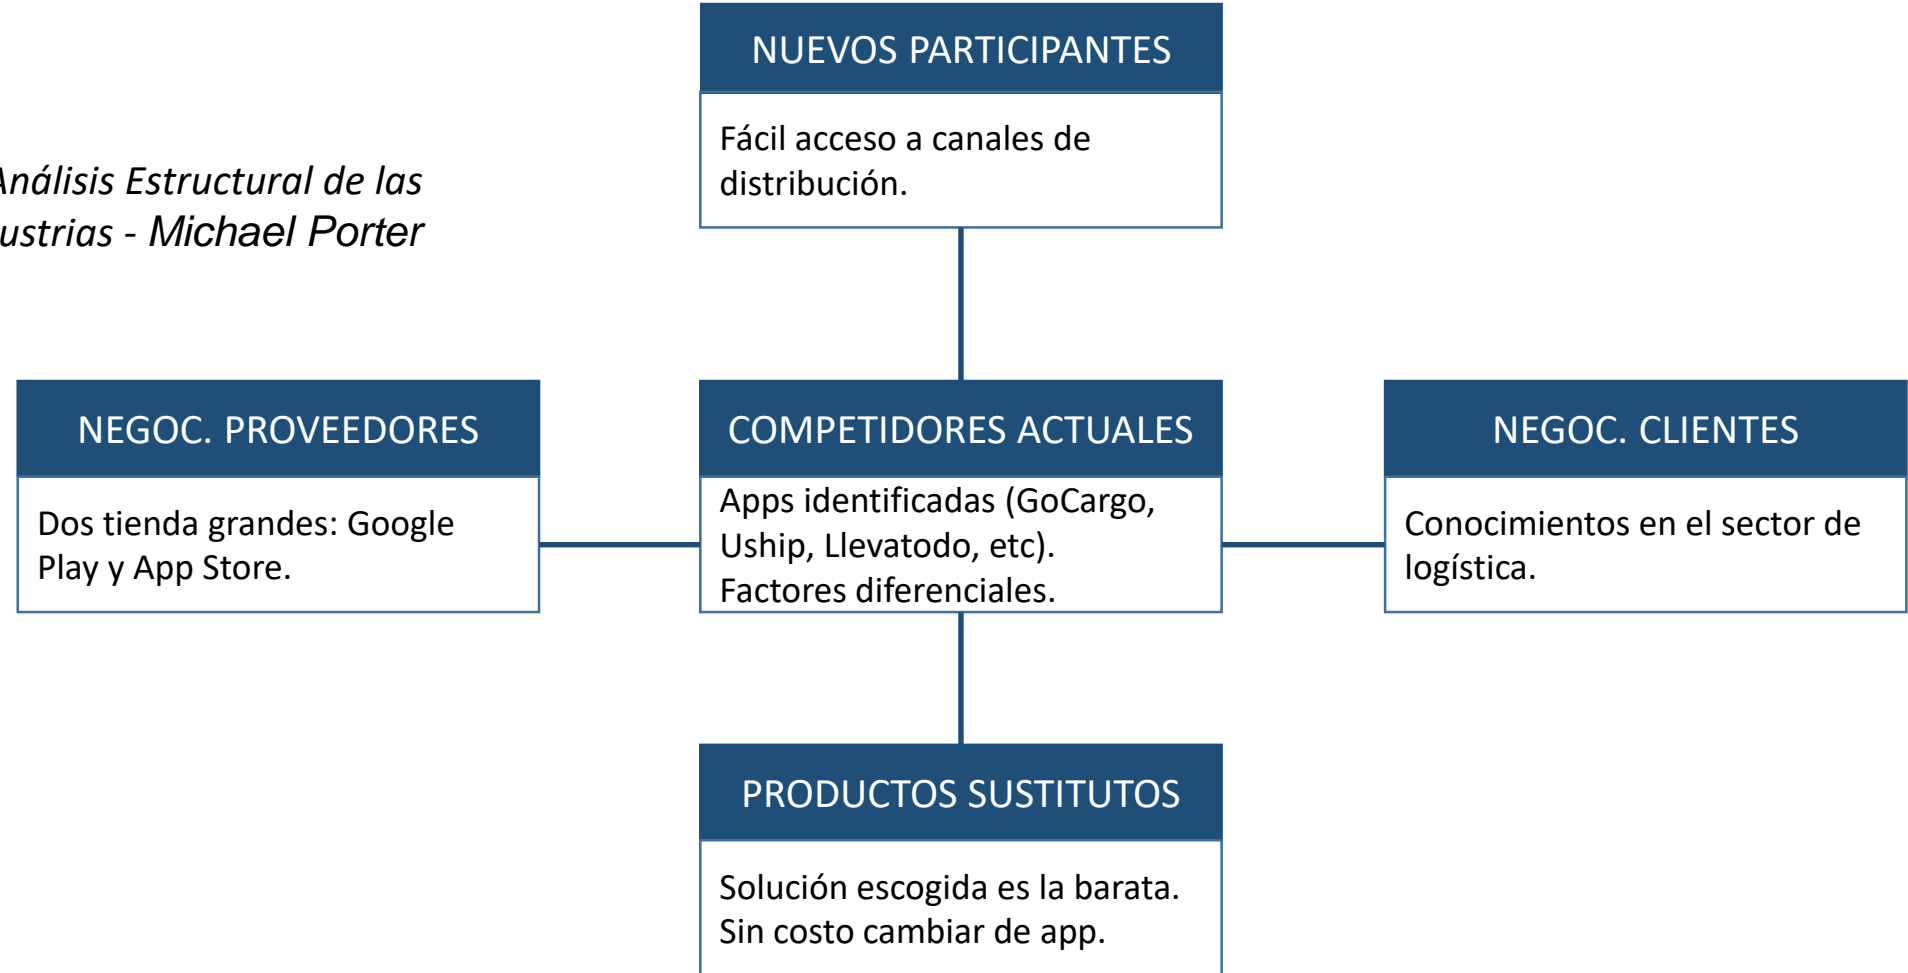 NUEVOS PARTICIPANTES
Fácil acceso a canales de
distribución.
Análisis Estructural de las
ustrias - Michael Porter
NEGOC. PROVEEDORES
Dos tienda grandes: Google
Play y App Store.
COMPETIDORES ACTUALES
Apps identificadas (GoCargo,
Uship, Llevatodo, etc).
Factores diferenciales.
NEGOC. CLIENTES
Conocimientos en el sector de
logística.
PRODUCTOS SUSTITUTOS
Solución escogida es la barata.
Sin costo cambiar de app.